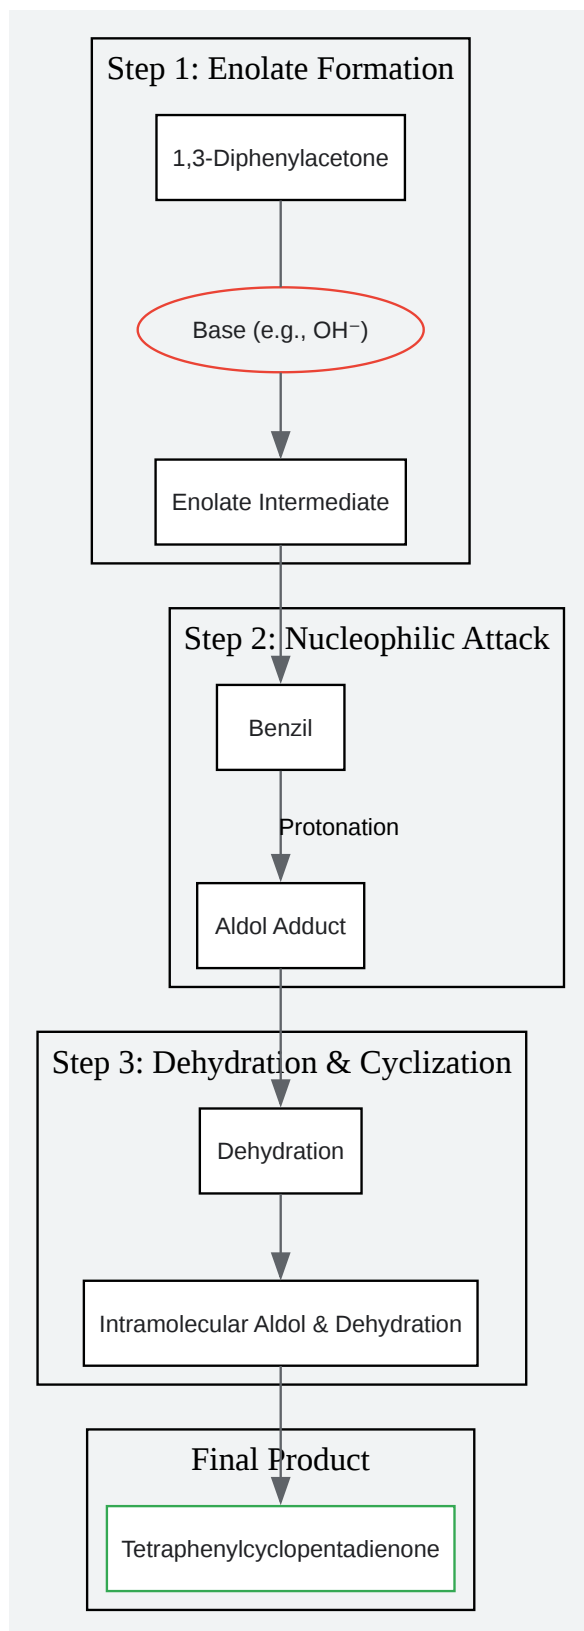 Step 1: Enolate Formation
1,3-Diphenylacetone
Base (e.g., OH⁻)
Enolate Intermediate
Step 2: Nucleophilic Attack
Benzil
Protonation
Aldol Adduct
Step 3: Dehydration & Cyclization
Dehydration
Intramolecular Aldol & Dehydration
Final Product
Tetraphenylcyclopentadienone